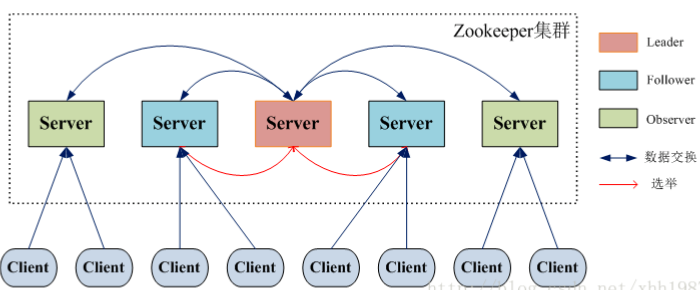 Zookeeper集群
Leader
Follower
Observer
数据交换
选举
Server Server Server Server Server
Client Client Client Client Client Client Client Client